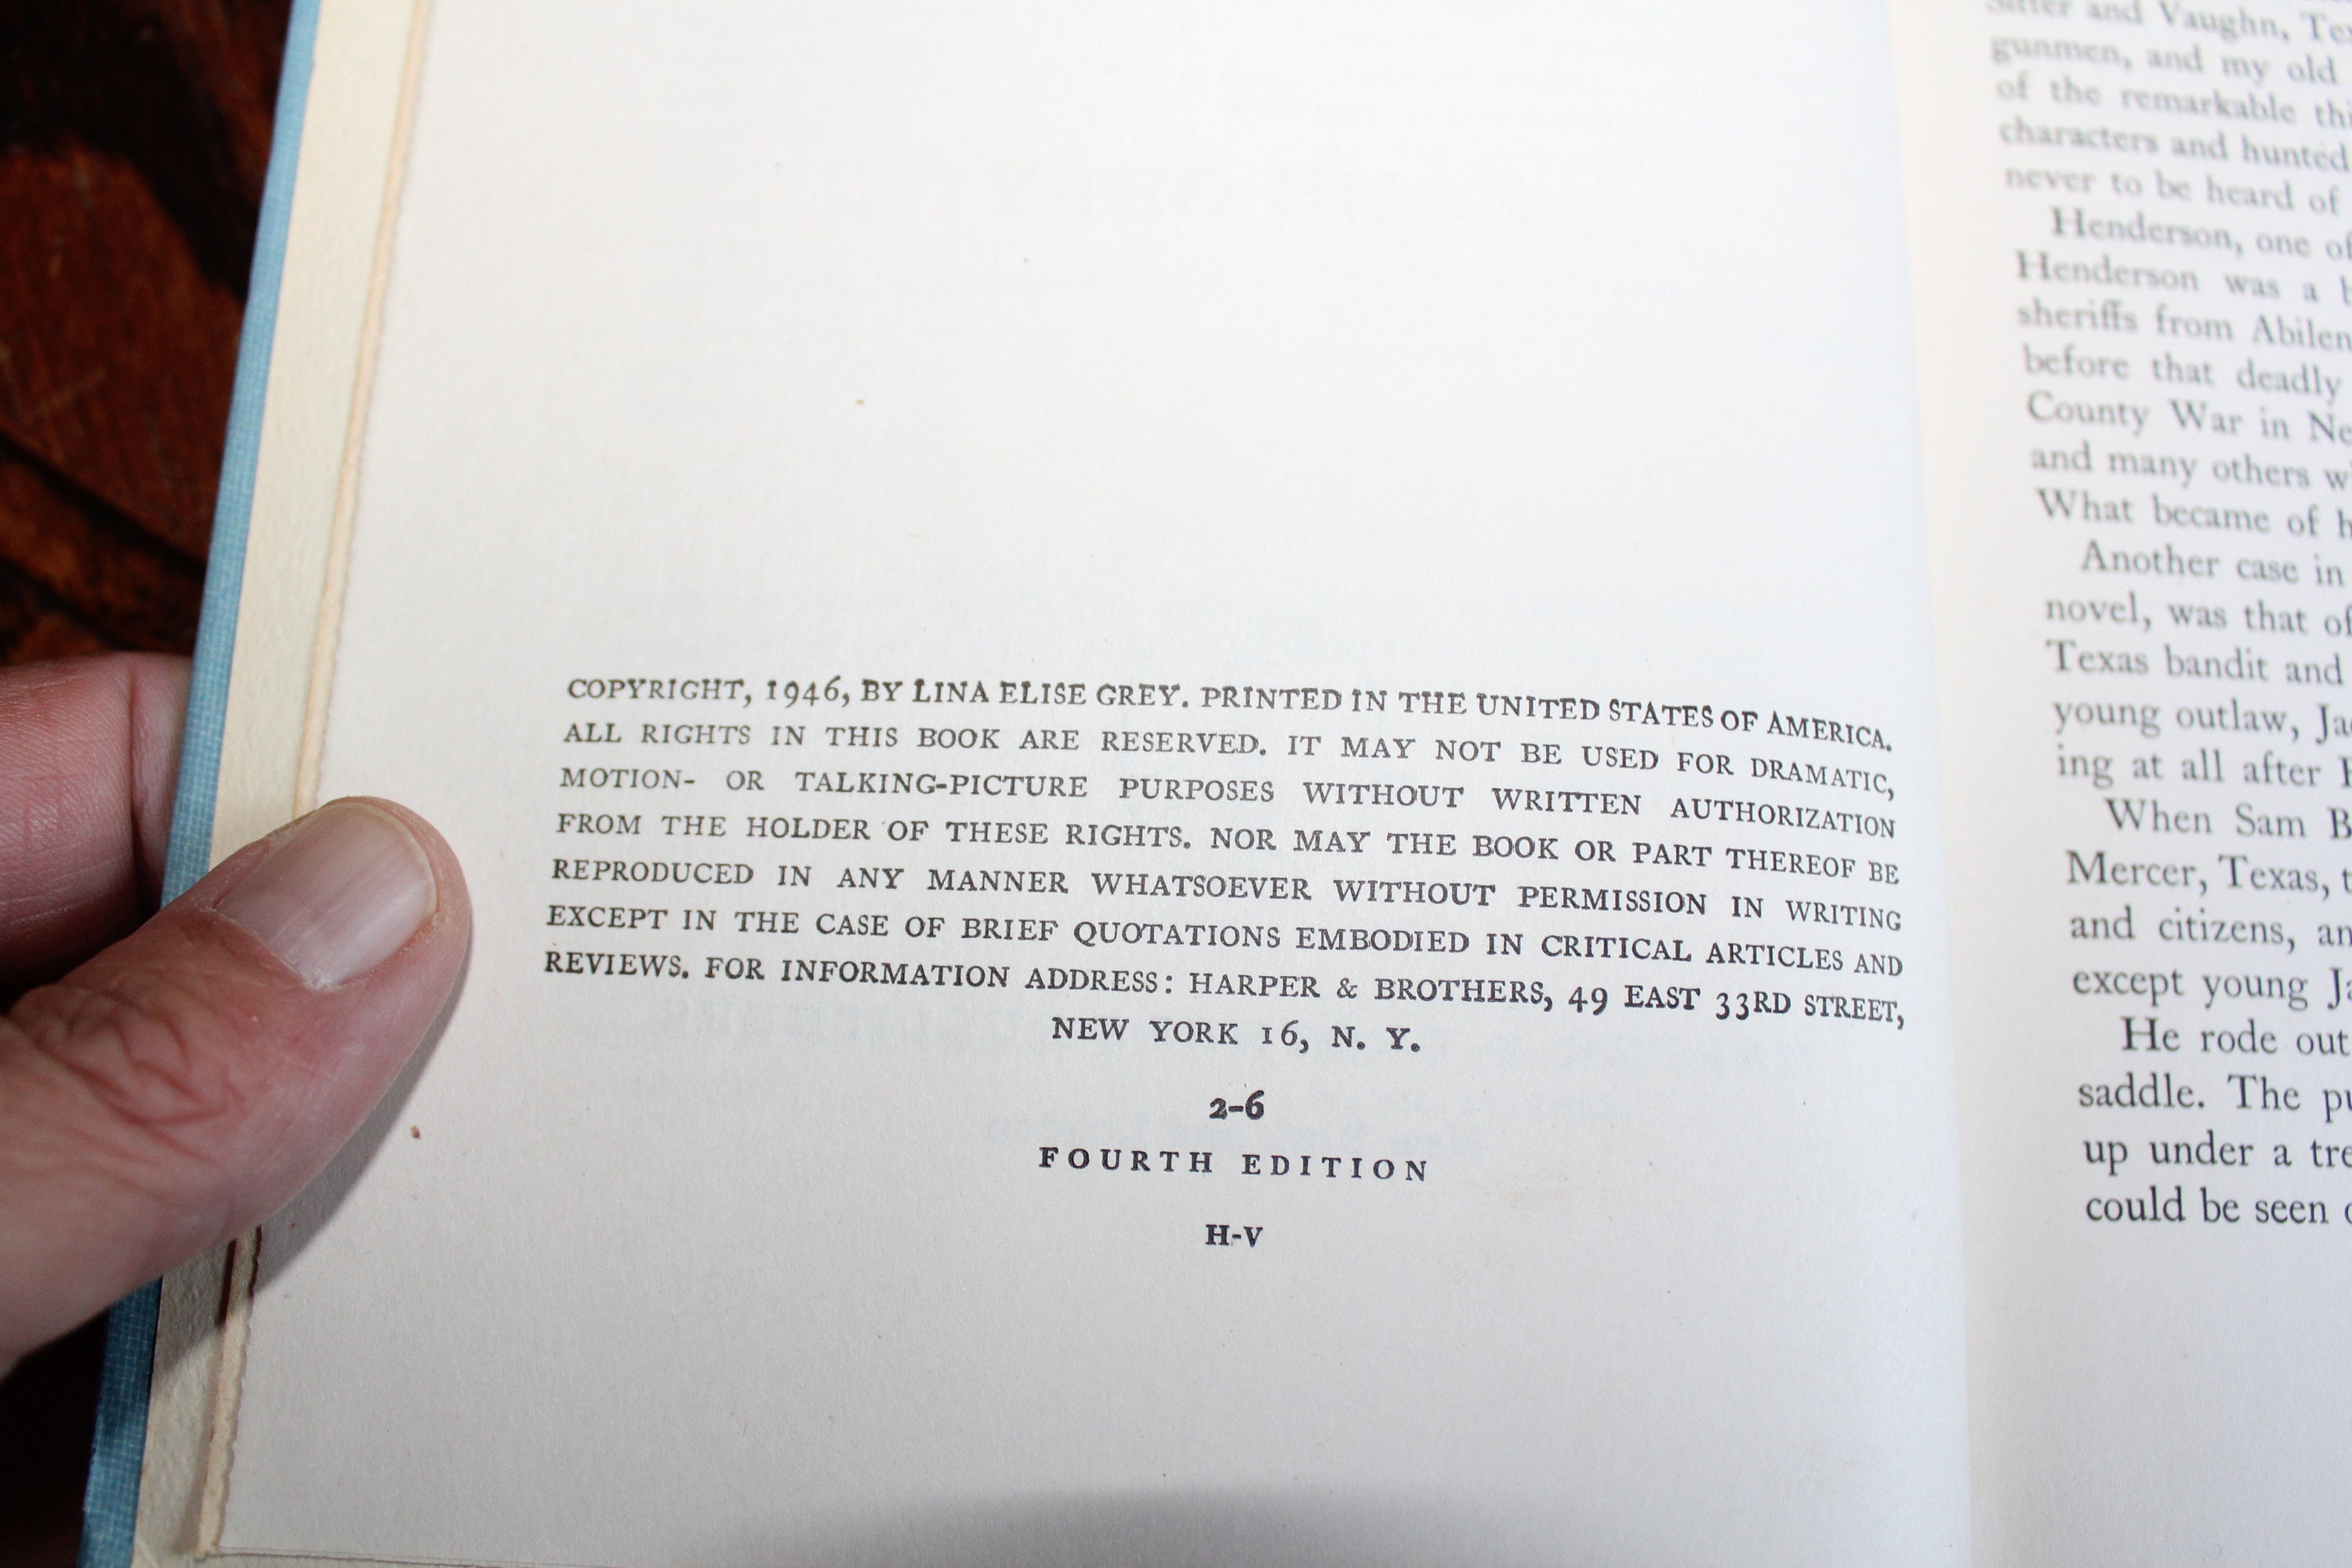 COPYRIGHT, 1946, BY LINA ELISE GREY. PRINTED IN THE UNITED STATES OF AMERICA.
ALL RIGHTS IN THIS BOOK ARE RESERVED. IT MAY NOT BE USED FOR DRAMATIC,
MOTION- OR TALKING-PICTURE PURPOSES WITHOUT WRITTEN AUTHORIZATION
FROM THE HOLDER OF THESE RIGHTS. NOR MAY THE BOOK OR PART THEREOF BE
REPRODUCED IN ANY MANNER WHATSOEVER WITHOUT PERMISSION IN WRITING
EXCEPT IN THE CASE OF BRIEF QUOTATIONS EMBODIED IN CRITICAL ARTICLES AND
REVIEWS. FOR INFORMATION ADDRESS: HARPER & BROTHERS, 49 EAST 33RD STREET,
NEW YORK 16, N. Y.
2-6
FOURTH EDITION
H-V
and Vaughn,
gunmen, and my old
of the remarkable
characters and hunted
never to be heard of
Henderson, one
Henderson was a
sheriffs from
before that deadly
County War in
and many others
What became of
Another case in
novel, was that
Texas bandit and
young outlaw,
ing at all after
When Sam
Mercer, Texas,
and citizens,
except young
He rode out
saddle. The
up under a
could be seen